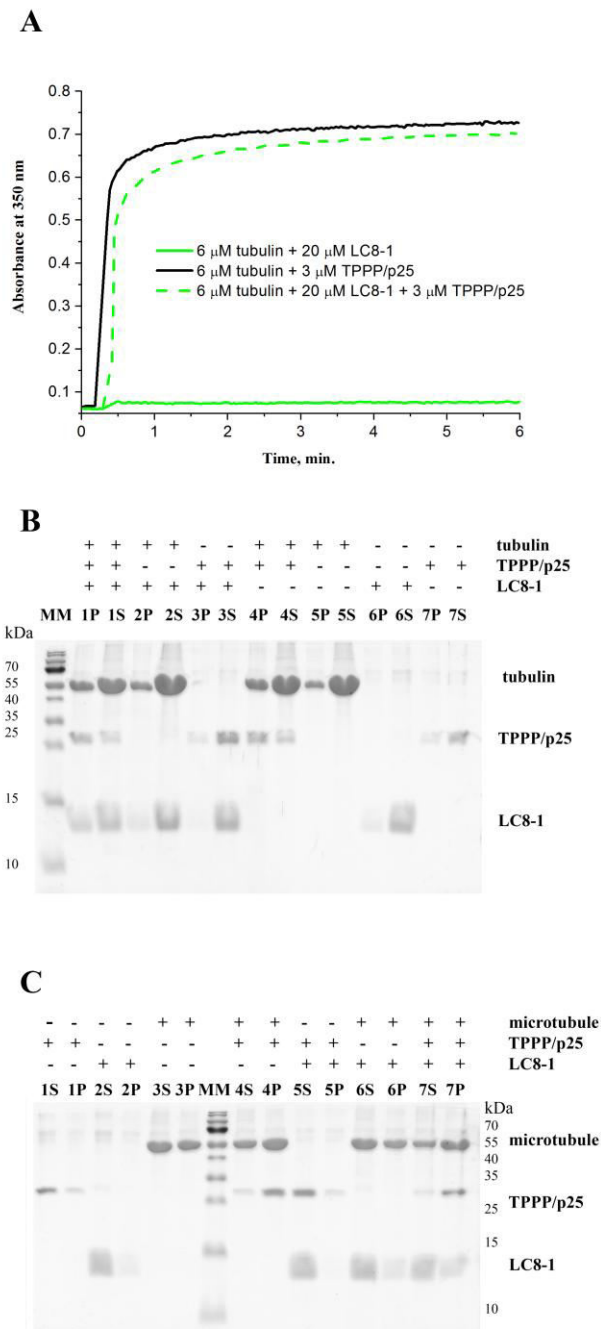 A
0.8
0.7
0.6
0.5
0.4
0.3
0.2
0.1
Absorbance at 350 nm
6 μM tubulin + 20 μM LC8-1
6 μM tubulin + 3 μM TPPP/p25
6 μM tubulin + 20 μM LC8-1 + 3 μM TPPP/p25
0 1 2 3 4 5 6
Time, min.
B
+ + + + - - + + + + - - - - tubulin
+ + - - + + + + - - - - + + TPPP/p25
+ + + + + + - - - - + + - - LC8-1
MM 1P 1S 2P 2S 3P 3S 4P 4S 5P 5S 6P 6S 7P 7S
kDa
70
55
40
35
25
15
10
tubulin
TPPP/p25
LC8-1
C
- - - - + + + + - - + + + + microtubule
+ + - - - - + + + + - - + + TPPP/p25
- - + + - - - - + + + + + + LC8-1
1S 1P 2S 2P 3S 3P MM 4S 4P 5S 5P 6S 6P 7S 7P
kDa
70
55
40
35
25
15
10
microtubule
TPPP/p25
LC8-1